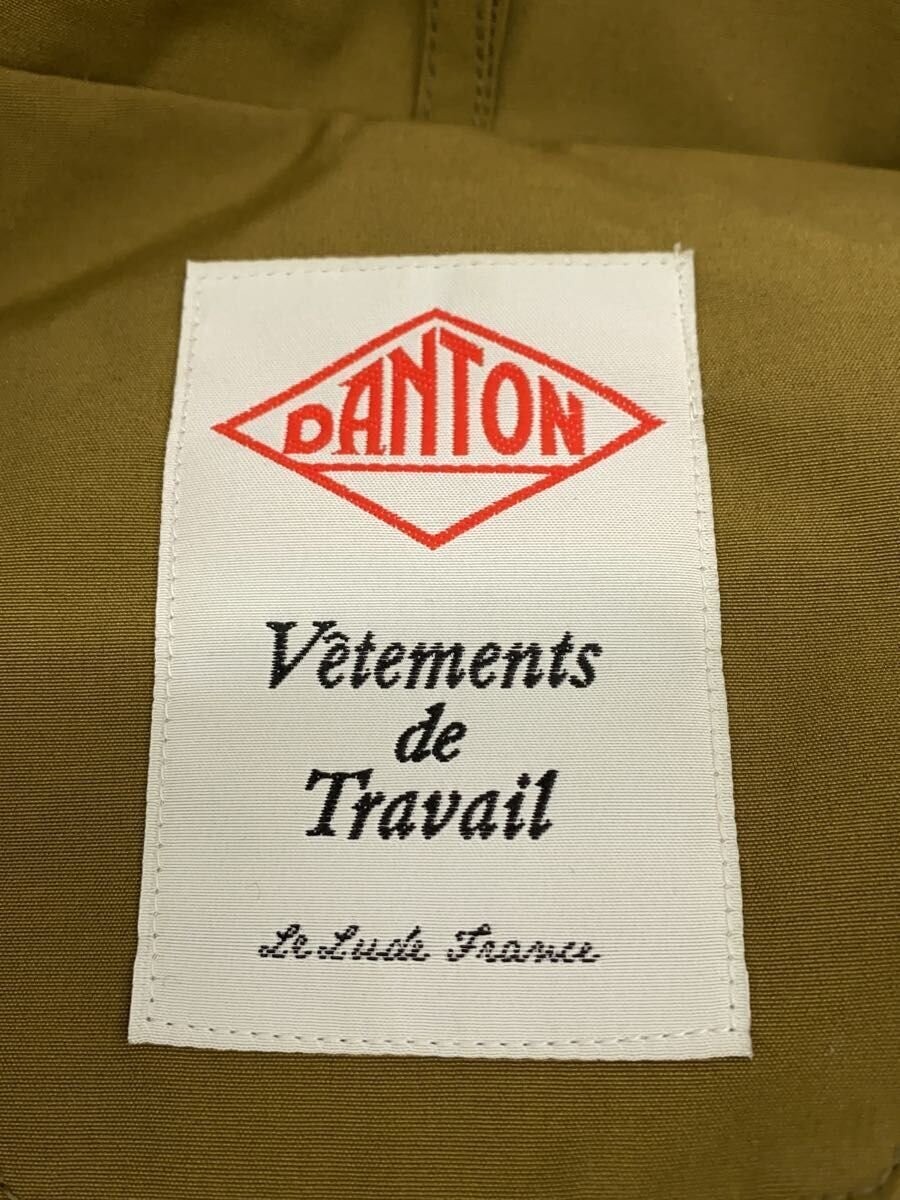 DANTON
Vêtements
de
Travail
Le Lude France